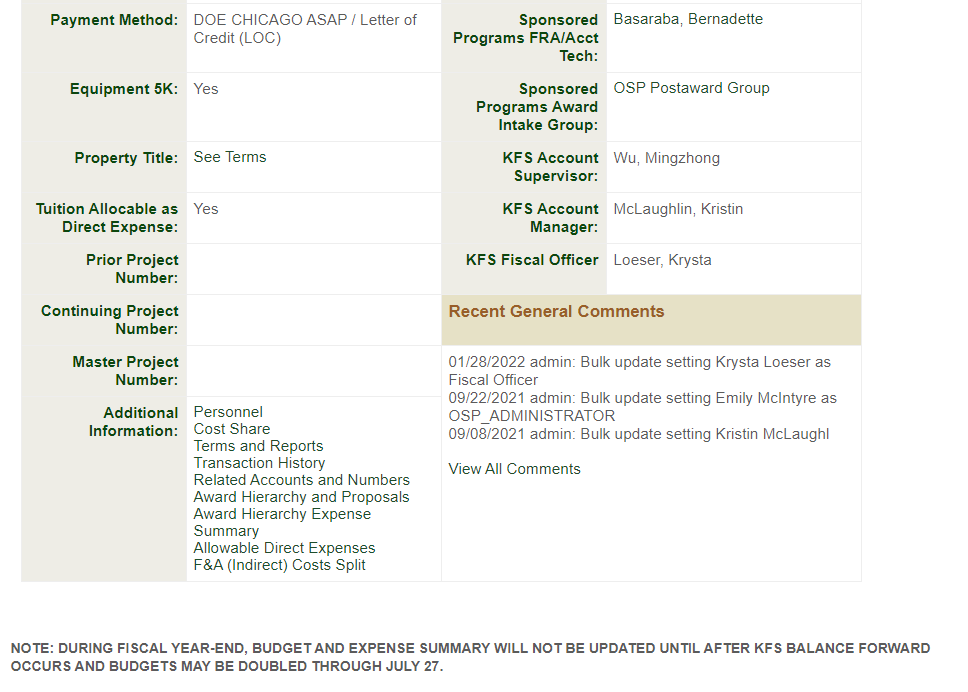 Payment Method:
DOE CHICAGO ASAP / Letter of
Credit (LOC)
Sponsored
Programs FRA/Acct
Tech:
Basaraba, Bernadette
Equipment 5K:
Yes
Sponsored
Programs Award
Intake Group:
OSP Postaward Group
Property Title:
See Terms
KFS Account
Supervisor:
Wu, Mingzhong
Tuition Allocable as
Direct Expense:
Yes
KFS Account
Manager:
McLaughlin, Kristin
Prior Project
Number:
KFS Fiscal Officer
Loeser, Krysta
Continuing Project
Number:
Master Project
Number:
Additional
Information:
Personnel
Cost Share
Terms and Reports
Transaction History
Related Accounts and Numbers
Award Hierarchy and Proposals
Award Hierarchy Expense
Summary
Allowable Direct Expenses
F&A (Indirect) Costs Split
Recent General Comments
01/28/2022 admin: Bulk update setting Krysta Loeser as
Fiscal Officer
09/22/2021 admin: Bulk update setting Emily McIntyre as
OSP_ADMINISTRATOR
09/08/2021 admin: Bulk update setting Kristin McLaughl
View All Comments
NOTE: DURING FISCAL YEAR-END, BUDGET AND EXPENSE SUMMARY WILL NOT BE UPDATED UNTIL AFTER KFS BALANCE FORWARD
OCCURS AND BUDGETS MAY BE DOUBLED THROUGH JULY 27.